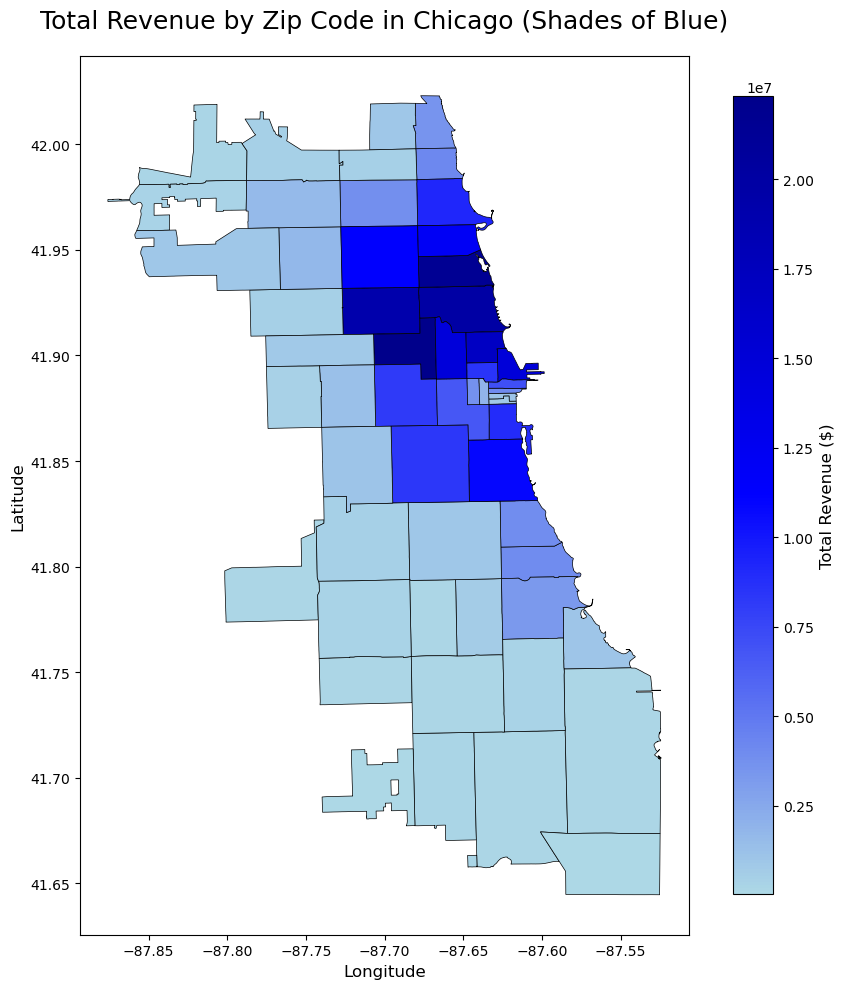 Total Revenue by Zip Code in Chicago (Shades of Blue)
1e7
42.00
41.95
41.90
41.85
41.80
41.75
41.70
41.65
Latitude
−87.85 −87.80 −87.75 −87.70 −87.65 −87.60 −87.55
Longitude
2.00
1.75
1.50
1.25
1.00
0.75
0.50
0.25
Total Revenue ($)